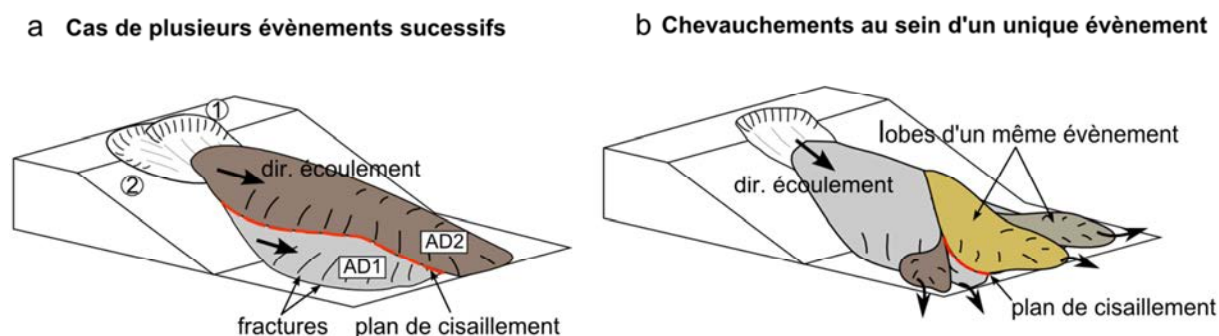 a Cas de plusieurs évènements sucessifs
①
②
dir. écoulement
AD2
AD1
fractures
plan de cisaillement
b Chevauchements au sein d'un unique évènement
lobes d'un même évènement
dir. écoulement
plan de cisaillement